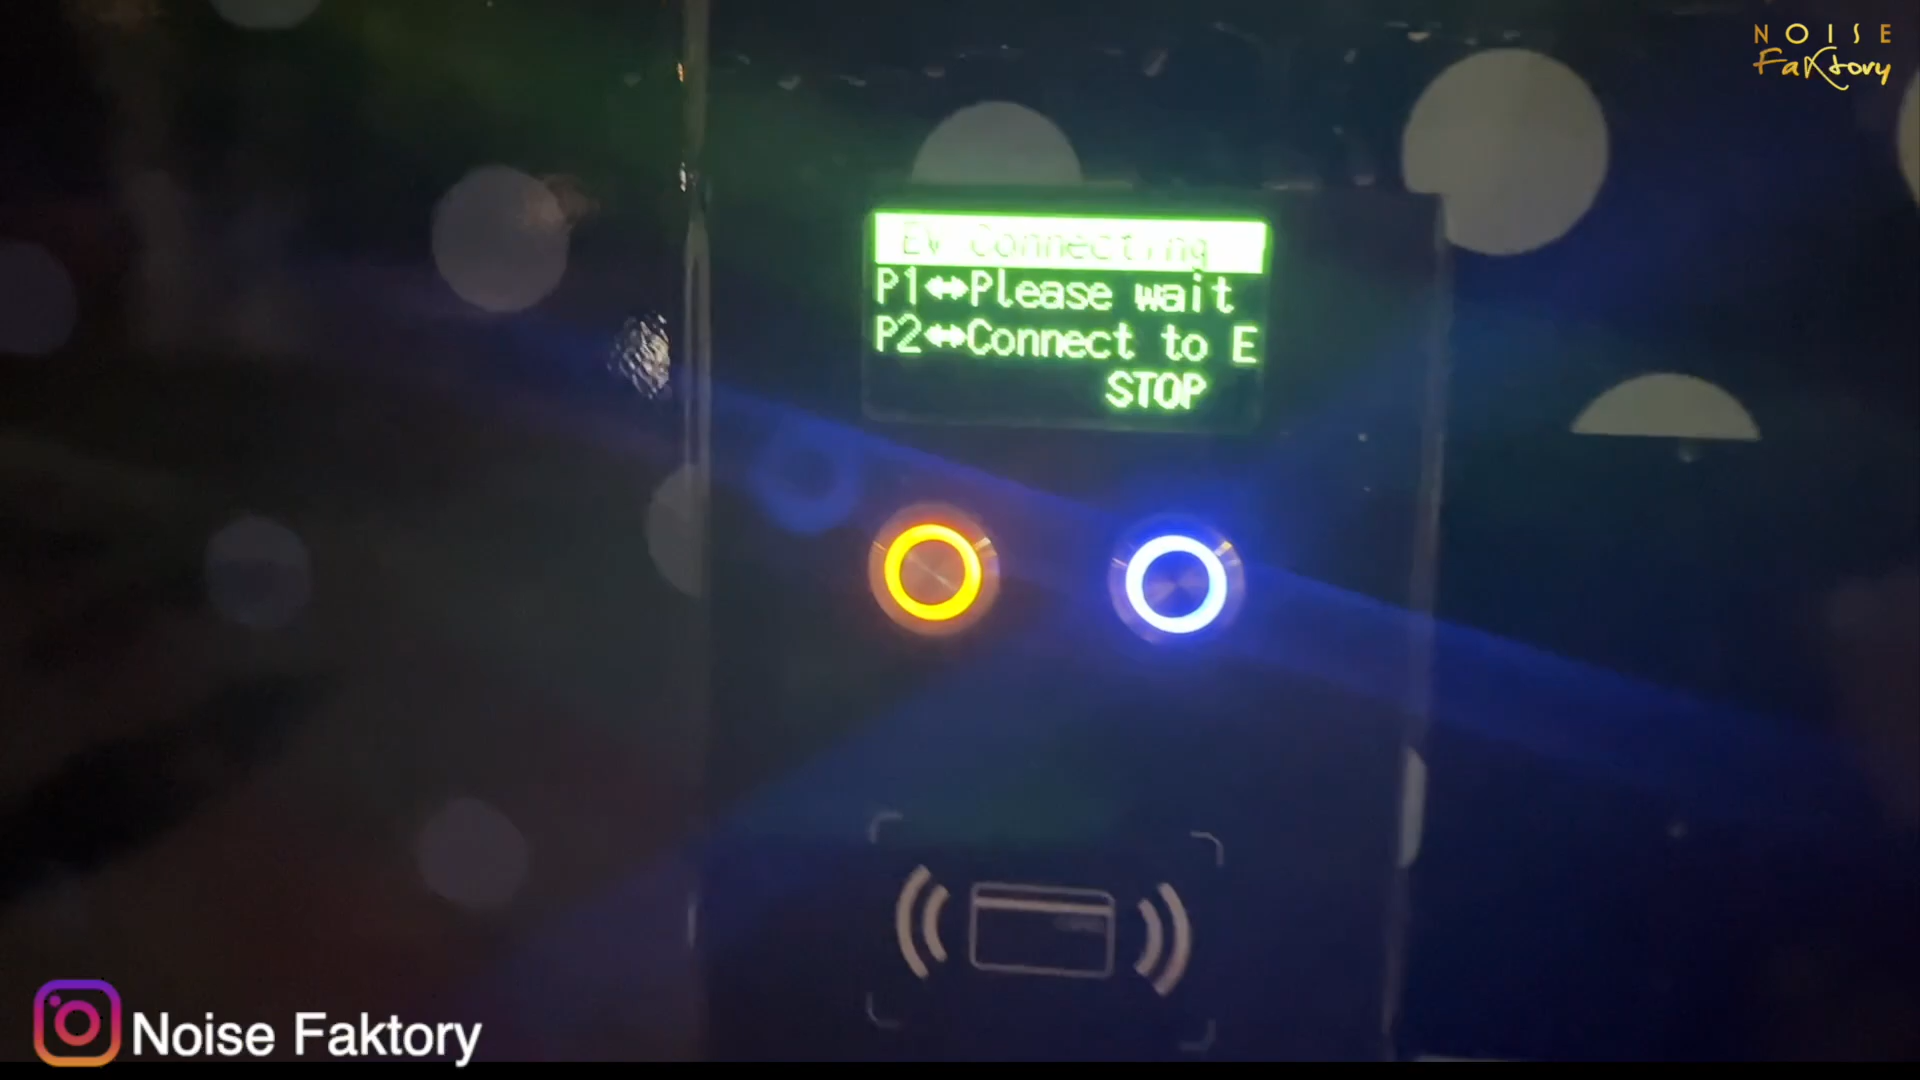 NOISE
Faktory
EV Connecting
P1⬌Please wait
P2⬌Connect to E
STOP
Noise Faktory